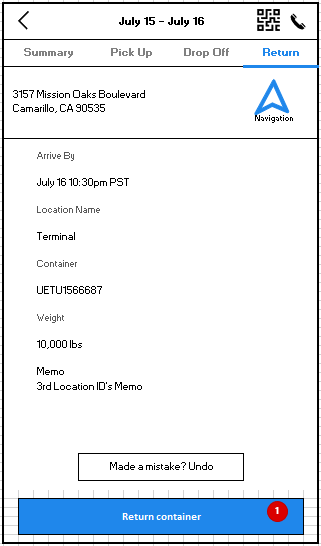 July 15 - July 16
Summary
Pick Up
Drop Off
Return
3157 Mission Oaks Boulevard
Camarillo, CA 90535
Navigation
Arrive By
July 16 10:30pm PST
Location Name
Terminal
Container
UETU1566687
Weight
10,000 lbs
Memo
3rd Location ID's Memo
Made a mistake? Undo
Return container
1